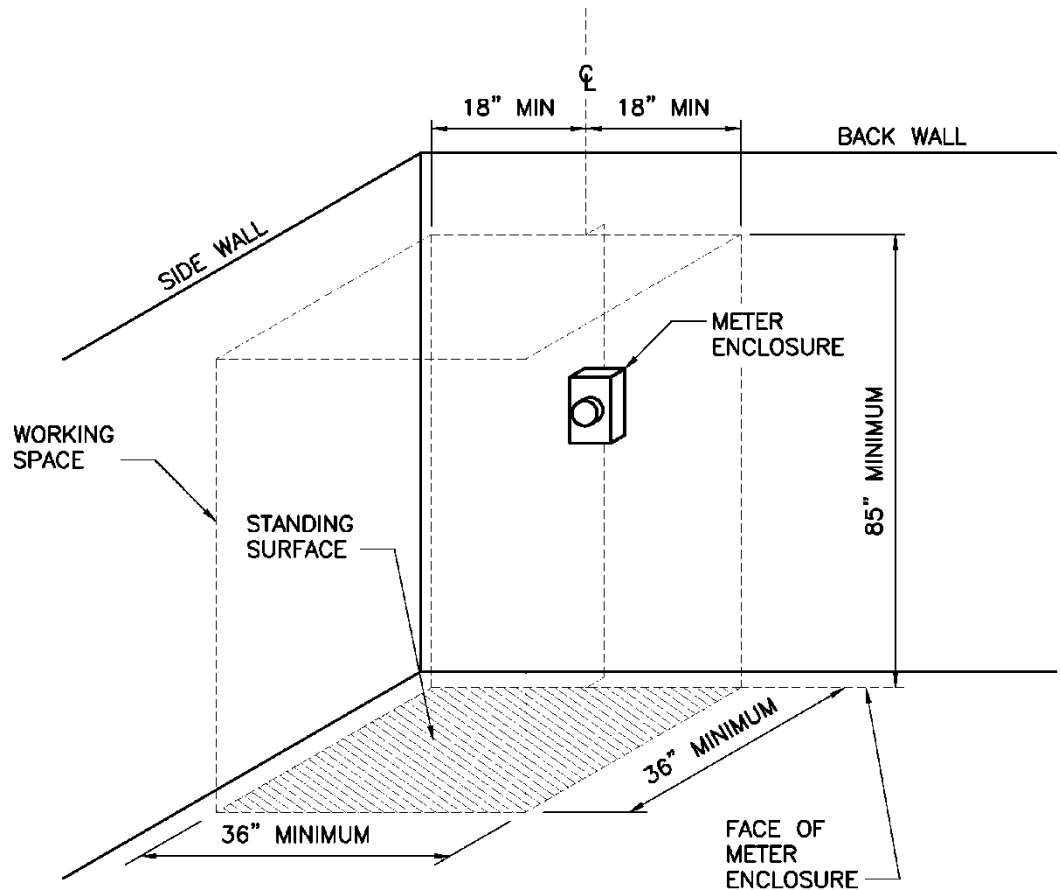 ℄
18” MIN
18” MIN
BACK WALL
SIDE WALL
METER
ENCLOSURE
WORKING
SPACE
85” MINIMUM
STANDING
SURFACE
36” MINIMUM
36” MINIMUM
FACE OF
METER
ENCLOSURE